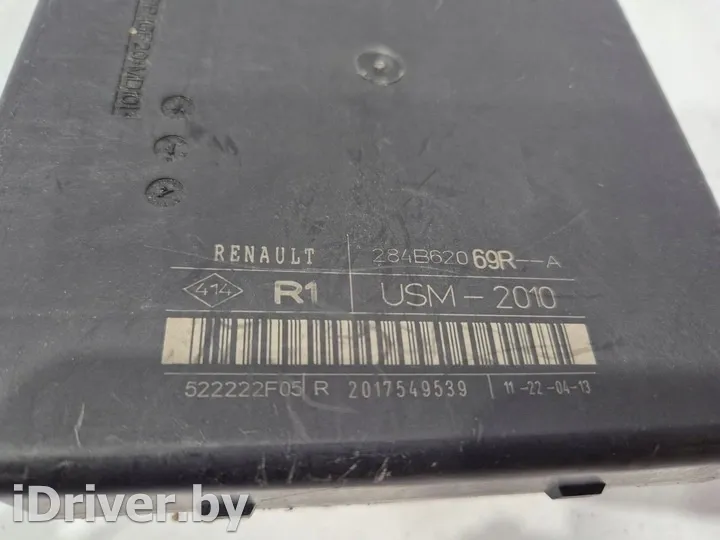 RENAULT 284B62069R--A
414 R1 USM-2010
522222F05 R 2017549539 11-22-04-13
iDriver.by